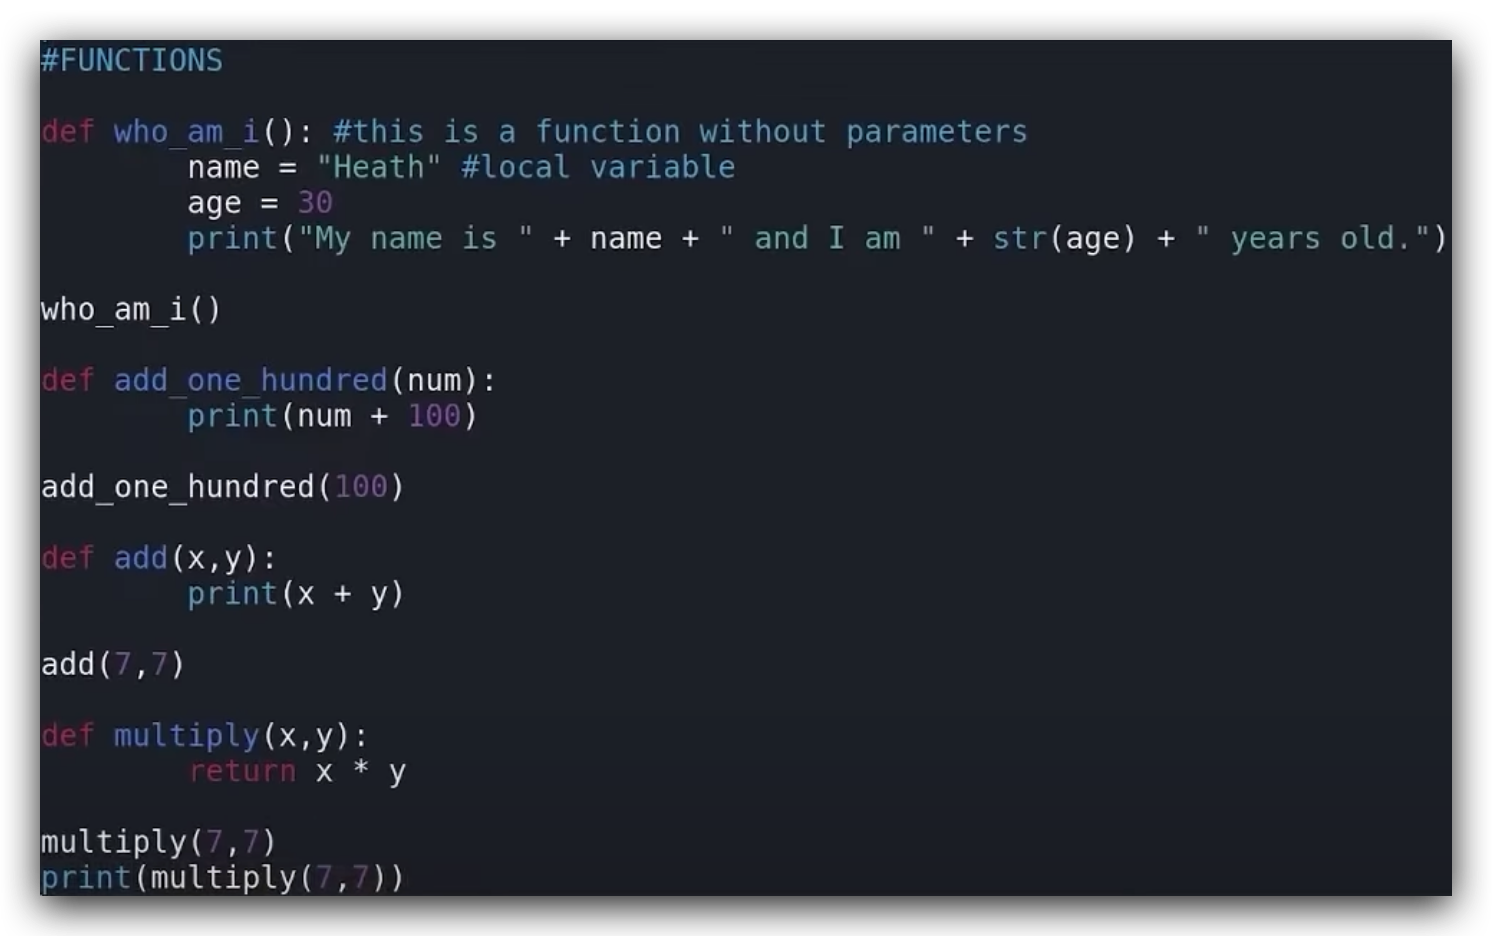 #FUNCTIONS
def who_am_i(): #this is a function without parameters
        name = "Heath" #local variable
        age = 30
        print("My name is " + name + " and I am " + str(age) + " years old.")
who_am_i()
def add_one_hundred(num):
        print(num + 100)
add_one_hundred(100)
def add(x,y):
        print(x + y)
add(7,7)
def multiply(x,y):
        return x * y
multiply(7,7)
print(multiply(7,7))